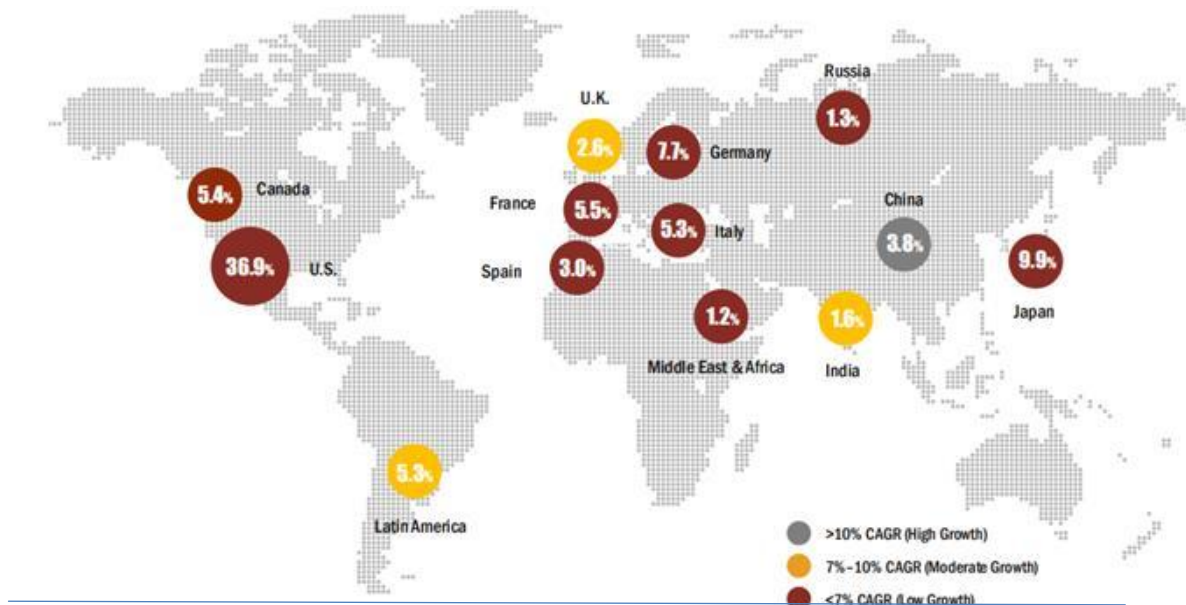 Russia
1.3%
U.K.
2.6%
7.7%
Germany
5.4%
Canada
China
France
5.5%
5.3%
Italy
3.8%
36.9%
U.S.
Spain
3.0%
9.9%
Japan
1.2%
1.6%
Middle East & Africa
India
5.3%
Latin America
>10% CAGR (High Growth)
7%-10% CAGR (Moderate Growth)
<7% CAGR (Low Growth)